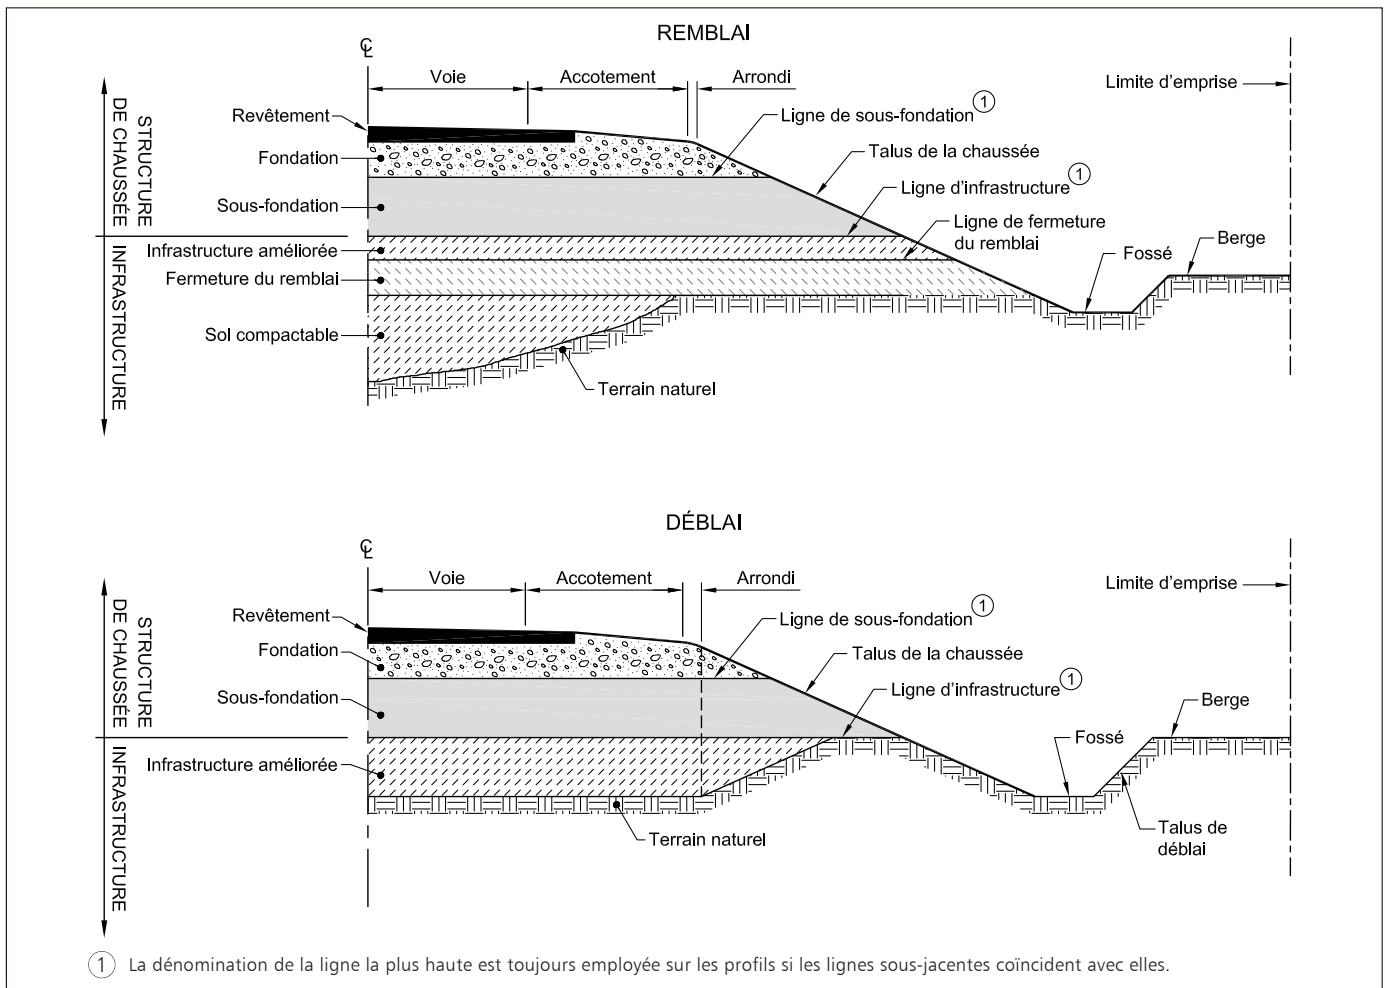 REMBLAI
℄
Voie
Accotement
Arrondi
Limite d'emprise
STRUCTURE
DE CHAUSSÉE
INFRASTRUCTURE
Revêtement
Fondation
Sous-fondation
Infrastructure améliorée
Fermeture du remblai
Sol compactable
Ligne de sous-fondation 1
Talus de la chaussée
Ligne d'infrastructure 1
Ligne de fermeture
du remblai
Fossé
Berge
Terrain naturel
DÉBLAI
℄
Voie
Accotement
Arrondi
Limite d'emprise
STRUCTURE
DE CHAUSSÉE
INFRASTRUCTURE
Revêtement
Fondation
Sous-fondation
Infrastructure améliorée
Ligne de sous-fondation 1
Talus de la chaussée
Ligne d'infrastructure 1
Berge
Fossé
Terrain naturel
Talus de
déblai
1 La dénomination de la ligne la plus haute est toujours employée sur les profils si les lignes sous-jacentes coïncident avec elles.